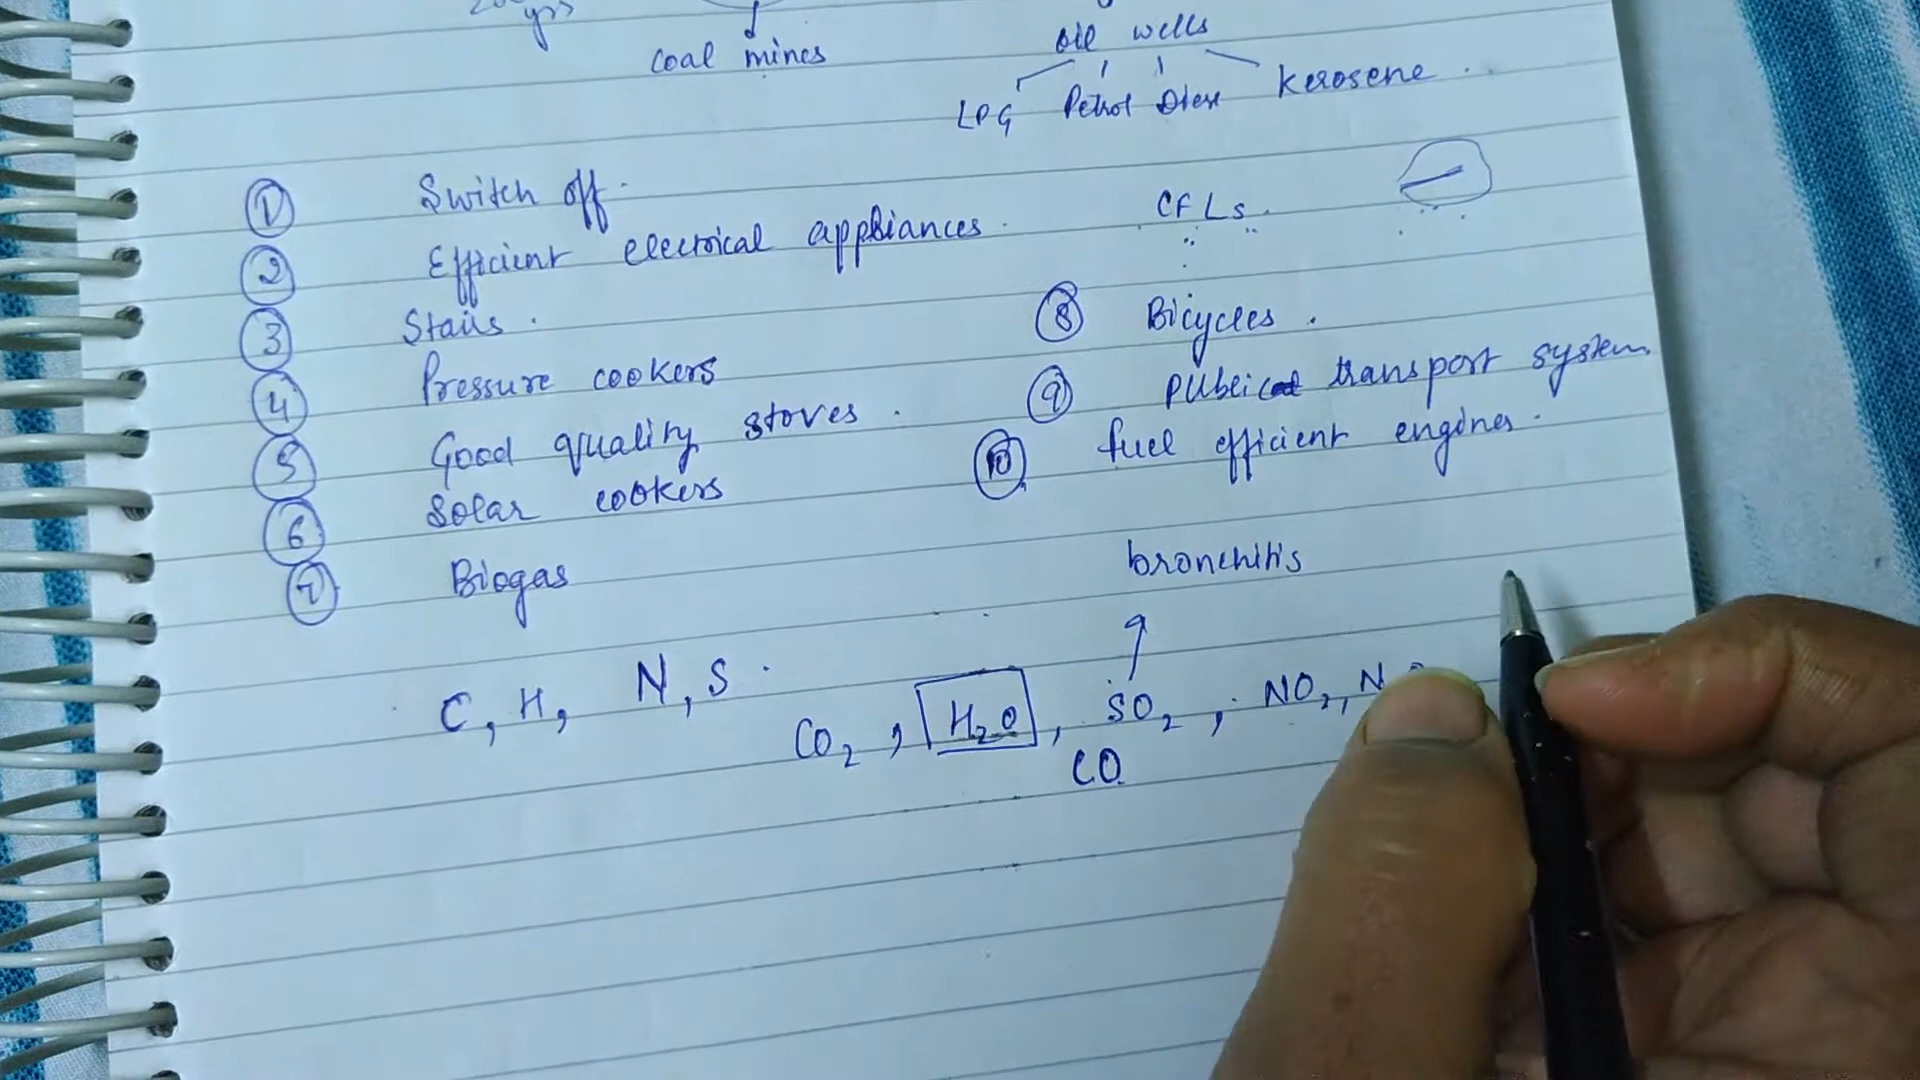 yrs
coal mines
oil wells
LPG Petrol Kerosene
① Switch off.
② Efficient electrical appliances.
CFLs.
③ Stairs.
④ Pressure cookers
⑤ Good quality stoves.
⑥ Solar cookers
⑦ Biogas
⑧ Bicycles.
⑨ public transport system
⑩ fuel efficient engines.
bronchitis
C, H, N, S.
CO₂, H₂O, SO₂, NO₂,
CO